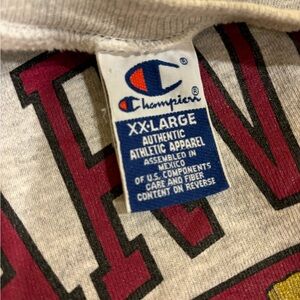 Champion
XX-LARGE
AUTHENTIC
ATHLETIC APPAREL
ASSEMBLED IN
MEXICO
OF U.S. COMPONENTS
CARE AND FIBER
CONTENT ON REVERSE